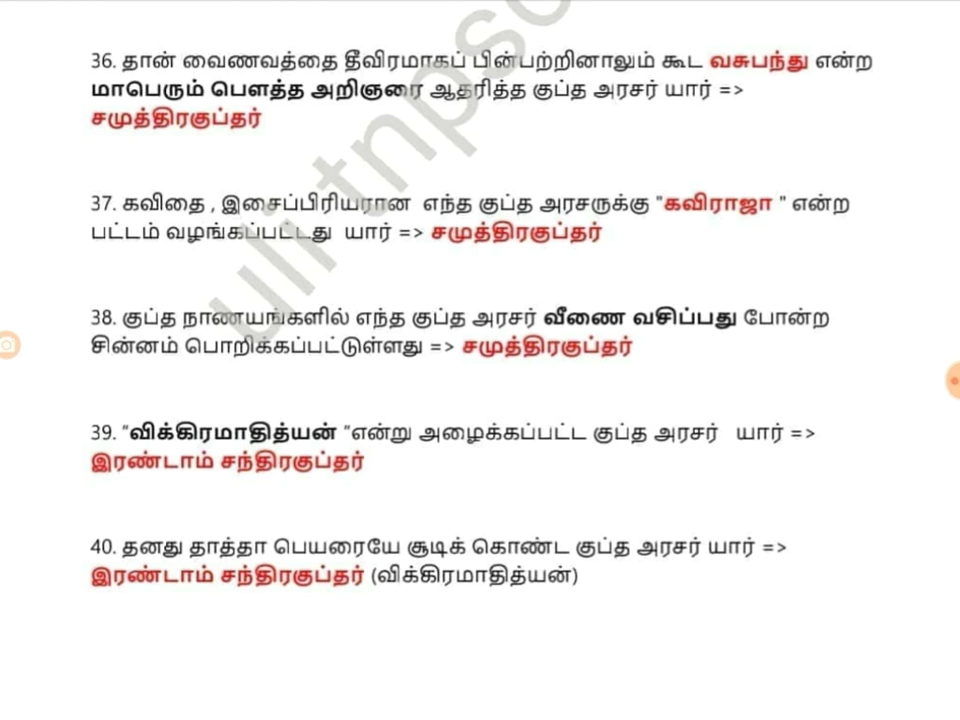 36. தான் வைணவத்தை தீவிரமாகப் பின்பற்றினாலும் கூட வசுபந்து என்ற
மாபெரும் பௌத்த அறிஞரை ஆதரித்த குப்த அரசர் யார் =>
சமுத்திரகுப்தர்
37. கவிதை , இசைப்பிரியரான எந்த குப்த அரசருக்கு "கவிராஜா " என்ற
பட்டம் வழங்கப்பட்டது யார் => சமுத்திரகுப்தர்
38. குப்த நாணயங்களில் எந்த குப்த அரசர் வீணை வசிப்பது போன்ற
சின்னம் பொறிக்கப்பட்டுள்ளது => சமுத்திரகுப்தர்
39. "விக்கிரமாதித்யன் "என்று அழைக்கப்பட்ட குப்த அரசர் யார் =>
இரண்டாம் சந்திரகுப்தர்
40. தனது தாத்தா பெயரையே சூடிக் கொண்ட குப்த அரசர் யார் =>
இரண்டாம் சந்திரகுப்தர் (விக்கிரமாதித்யன்)
uli tnpsc